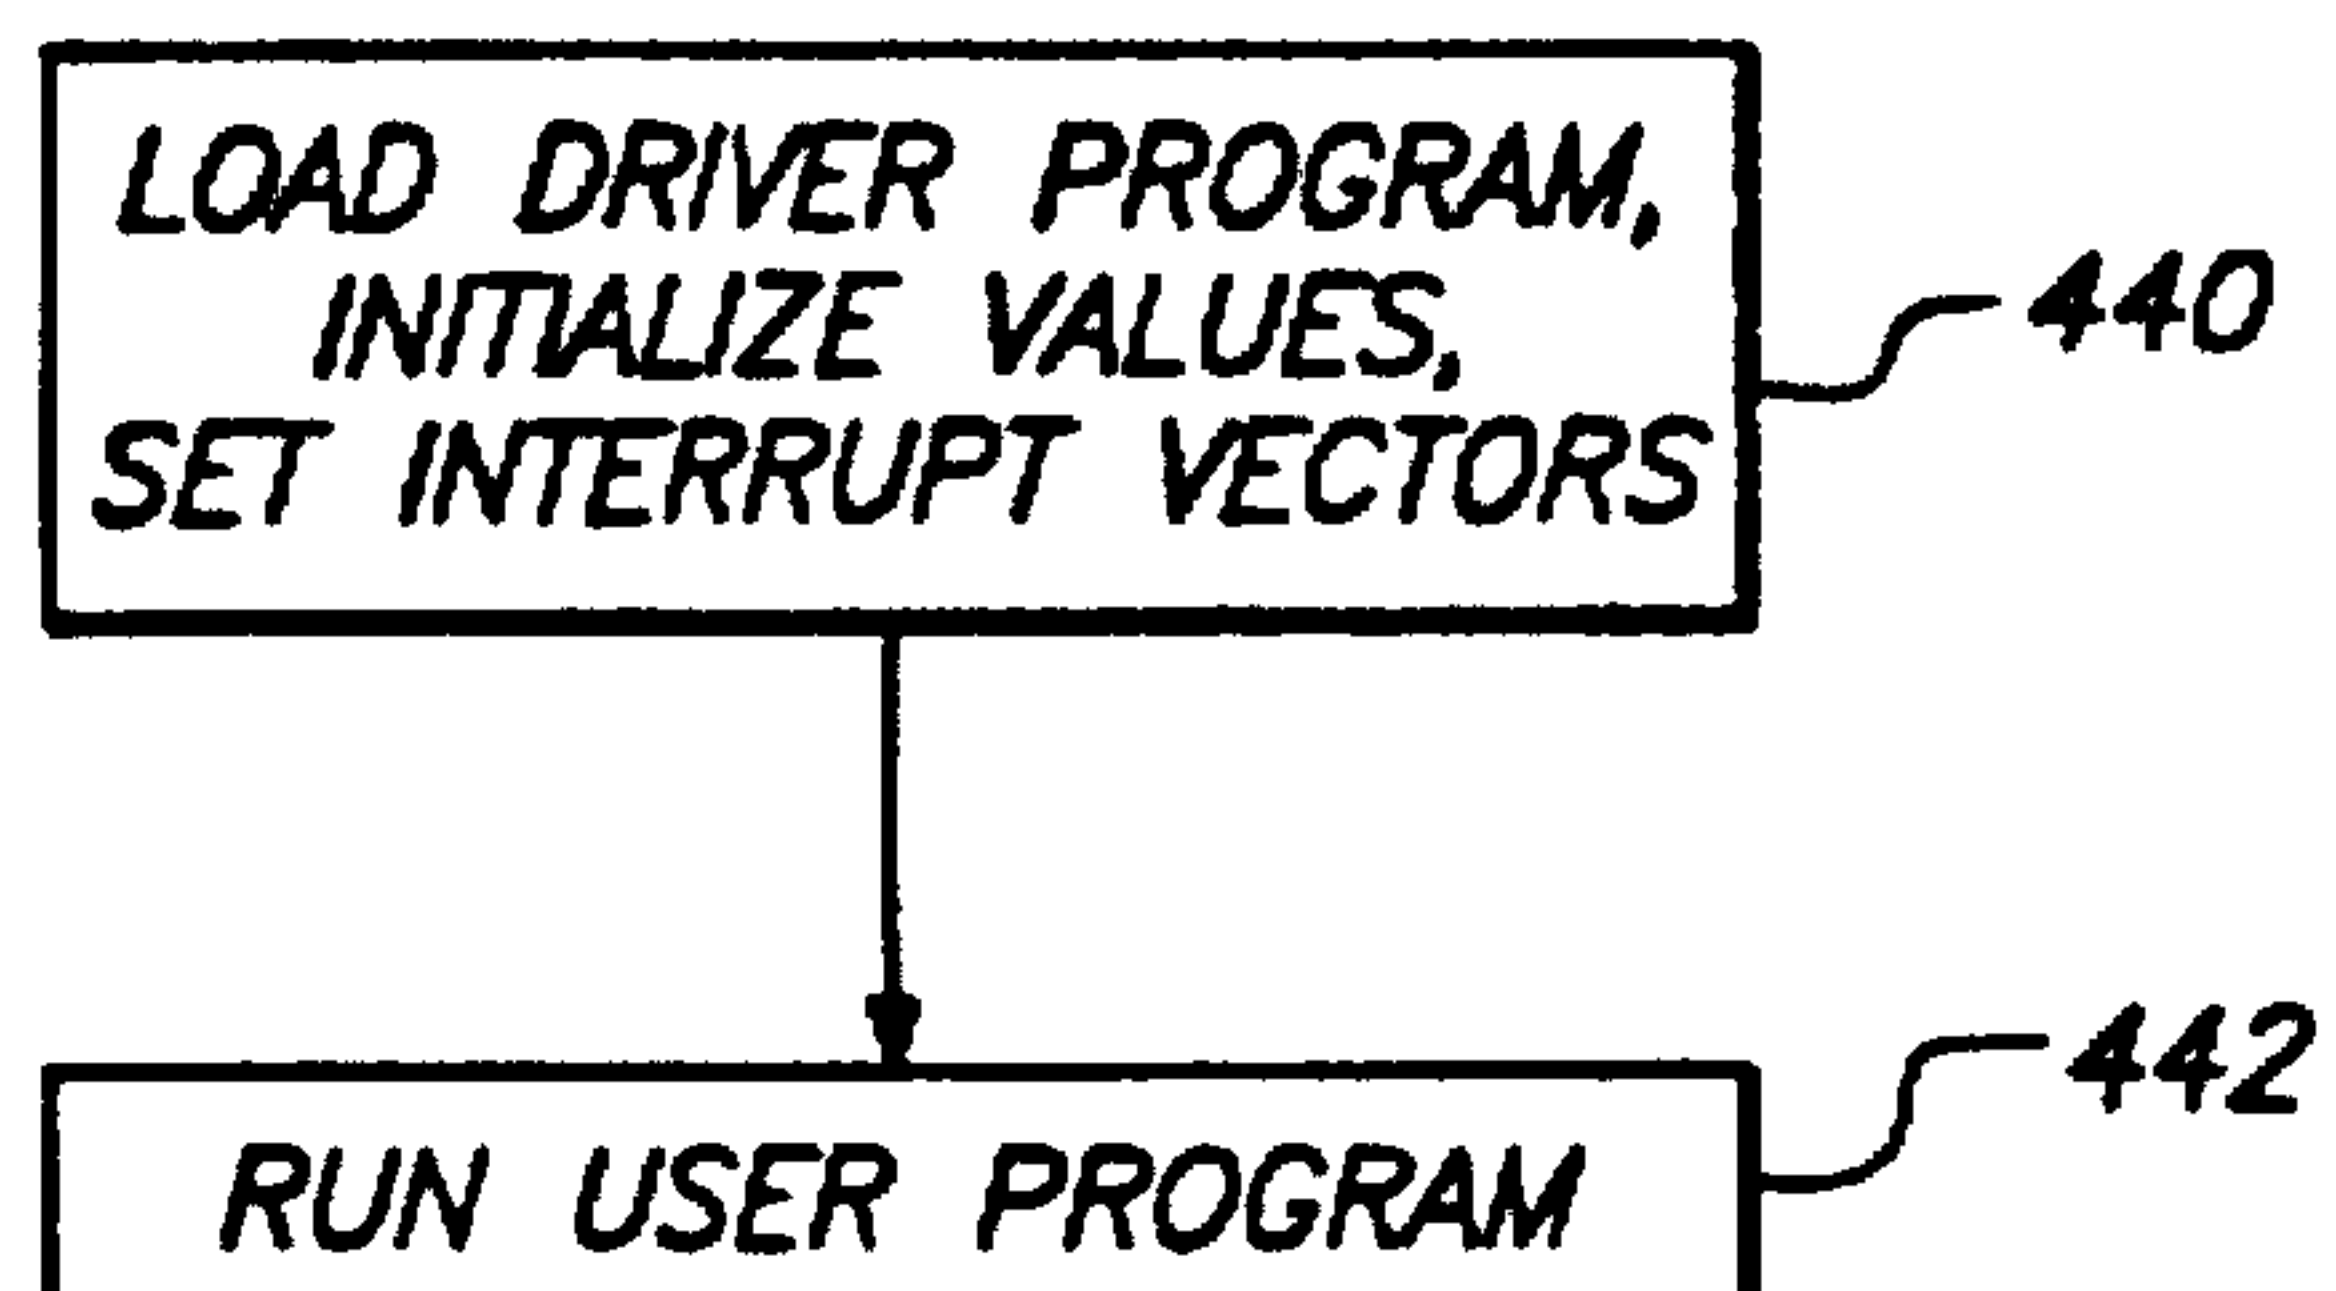 LOAD DRIVER PROGRAM,
INITIALIZE VALUES,
SET INTERRUPT VECTORS
440
442
RUN USER PROGRAM